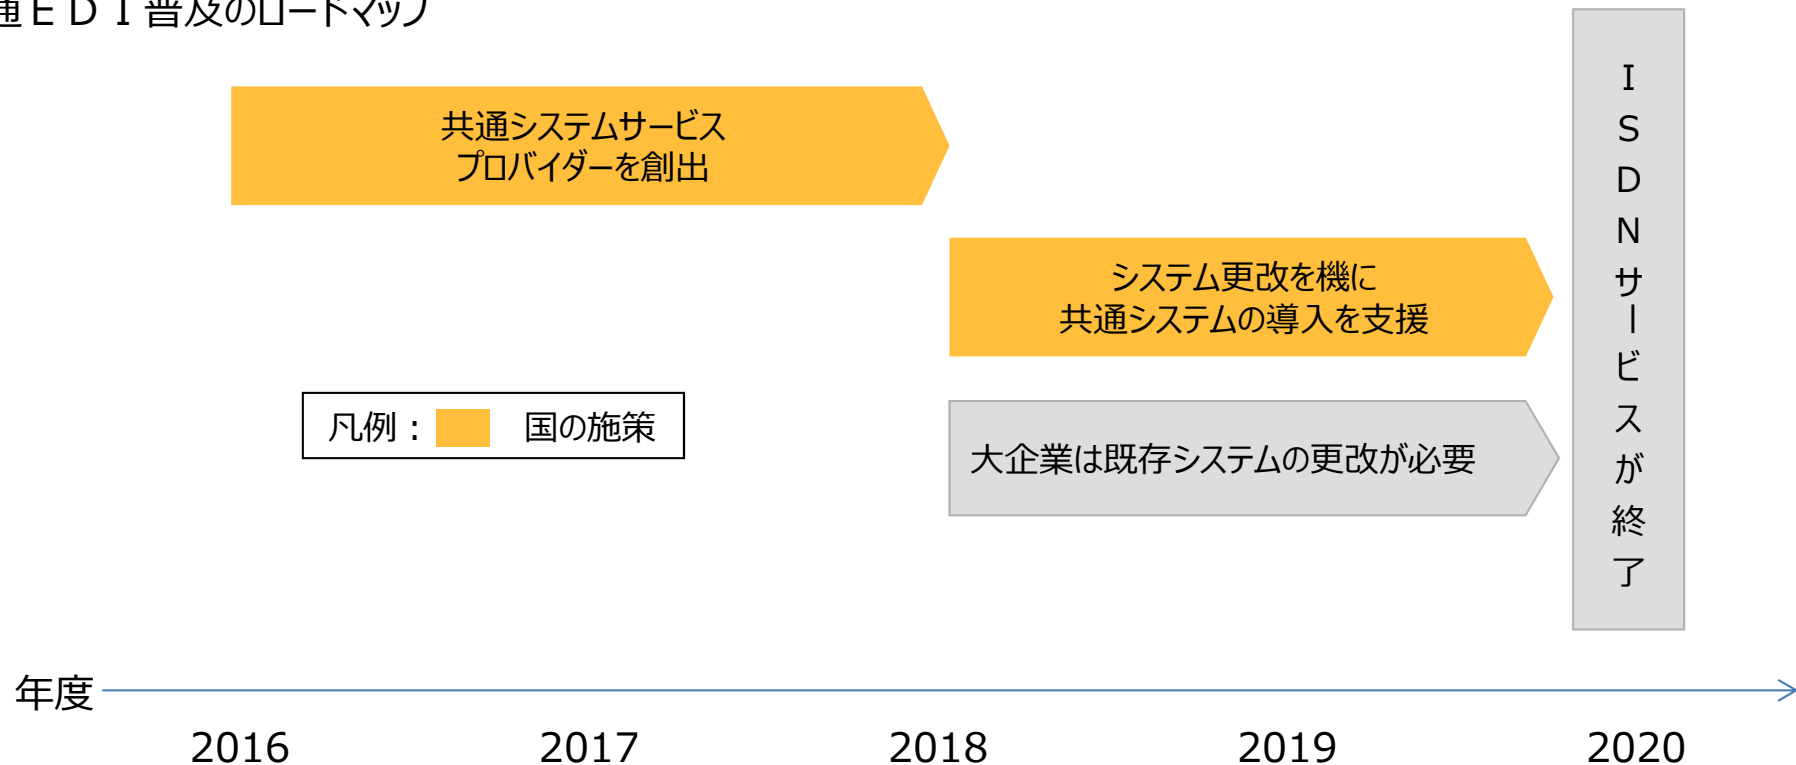 通ＥＤＩ普及のロードマップ
共通システムサービス
プロバイダーを創出
システム更改を機に
共通システムの導入を支援
大企業は既存システムの更改が必要
凡例： 国の施策
ＩＳＤＮサービスが終了
年度
2016 2017 2018 2019 2020